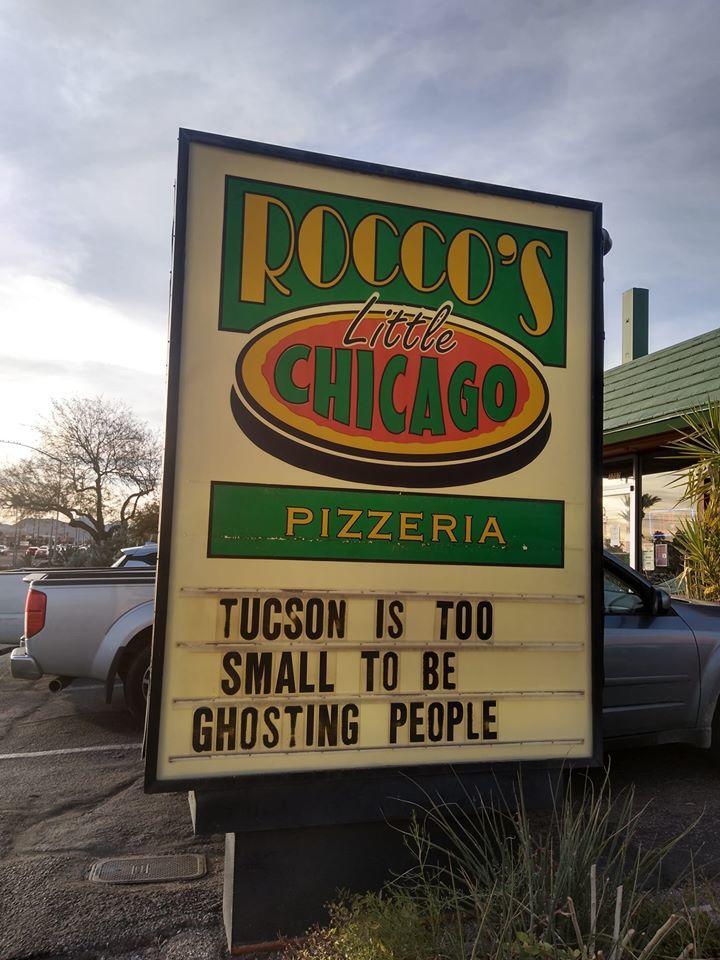 ROCCO'S
Little
CHICAGO
PIZZERIA
TUCSON IS TOO
SMALL TO BE
GHOSTING PEOPLE